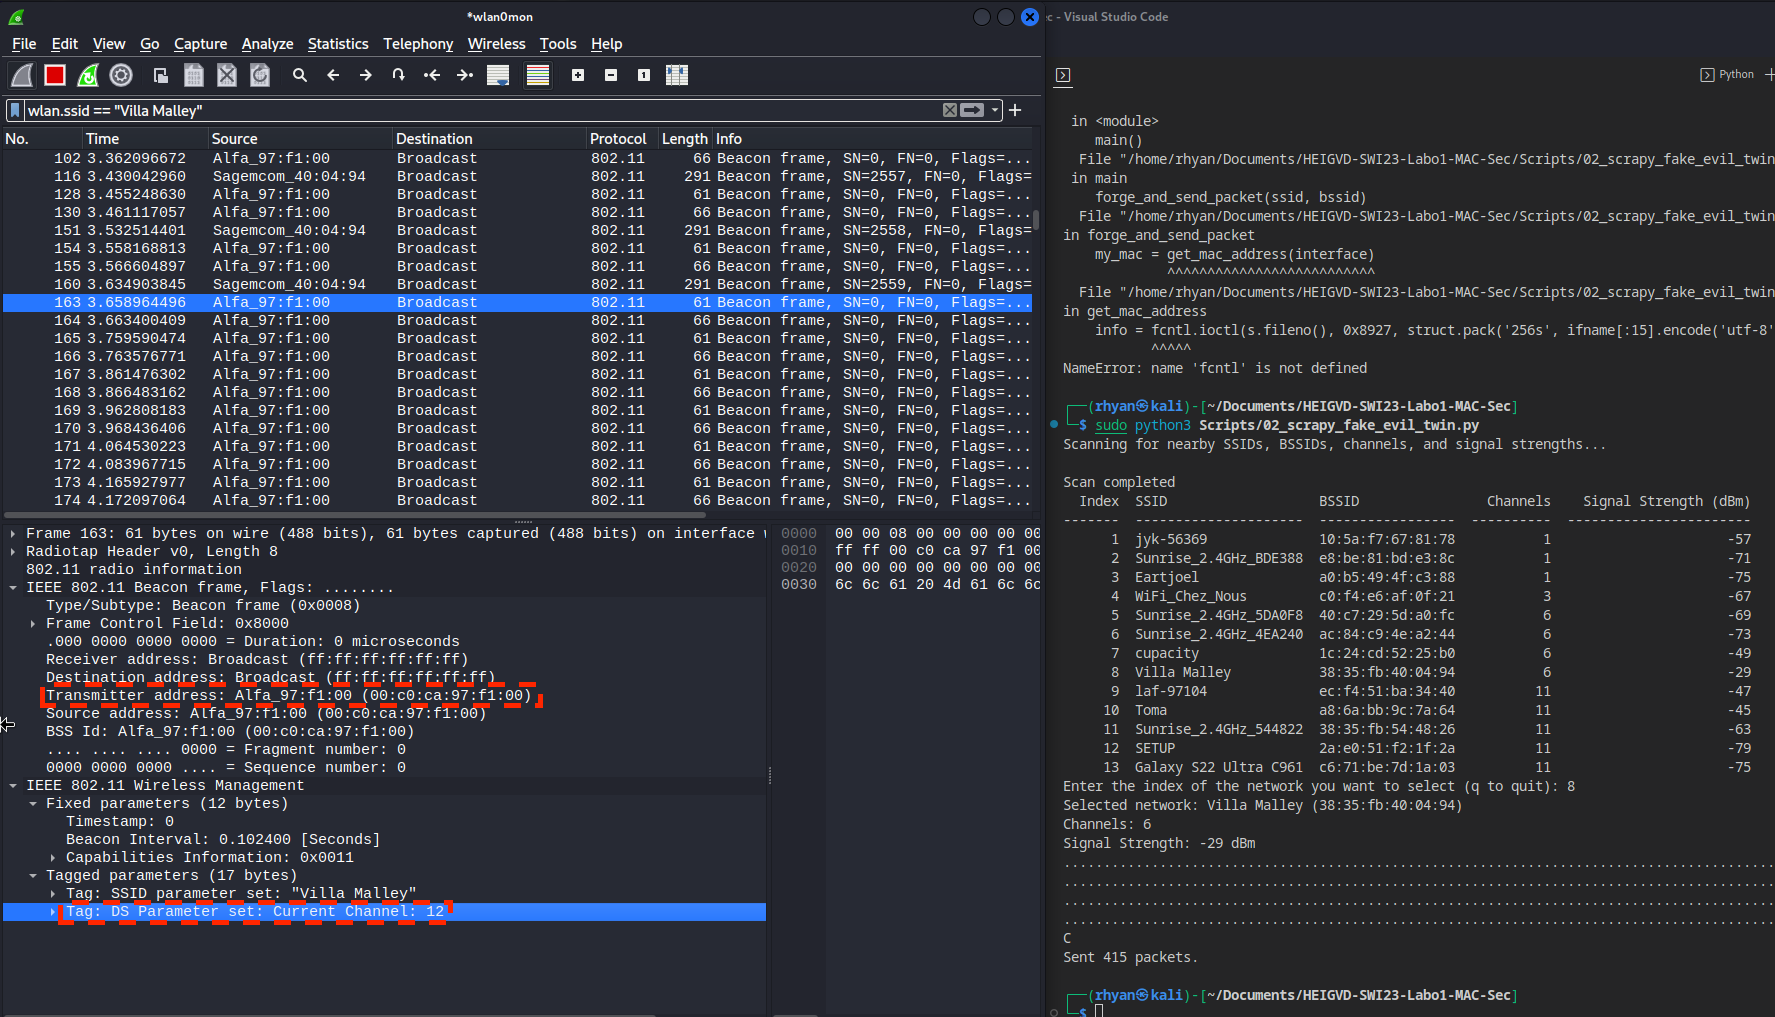 *wlan0mon
File Edit View Go Capture Analyze Statistics Telephony Wireless Tools Help
wlan.ssid == "Villa Malley"
No. Time Source Destination Protocol Length Info
102 3.362096672 Alfa_97:f1:00 Broadcast 802.11 66 Beacon frame, SN=0, FN=0, Flags=...
116 3.430042960 Sagemcom_40:04:94 Broadcast 802.11 291 Beacon frame, SN=2557, FN=0, Flags=
128 3.455248630 Alfa_97:f1:00 Broadcast 802.11 61 Beacon frame, SN=0, FN=0, Flags=...
130 3.461117057 Alfa_97:f1:00 Broadcast 802.11 66 Beacon frame, SN=0, FN=0, Flags=...
151 3.532514401 Sagemcom_40:04:94 Broadcast 802.11 291 Beacon frame, SN=2558, FN=0, Flags=
154 3.558168813 Alfa_97:f1:00 Broadcast 802.11 61 Beacon frame, SN=0, FN=0, Flags=...
155 3.566604897 Alfa_97:f1:00 Broadcast 802.11 66 Beacon frame, SN=0, FN=0, Flags=...
160 3.634903845 Sagemcom_40:04:94 Broadcast 802.11 291 Beacon frame, SN=2559, FN=0, Flags=
163 3.658964496 Alfa_97:f1:00 Broadcast 802.11 61 Beacon frame, SN=0, FN=0, Flags=...
164 3.663400409 Alfa_97:f1:00 Broadcast 802.11 66 Beacon frame, SN=0, FN=0, Flags=...
165 3.759590474 Alfa_97:f1:00 Broadcast 802.11 61 Beacon frame, SN=0, FN=0, Flags=...
166 3.763576771 Alfa_97:f1:00 Broadcast 802.11 66 Beacon frame, SN=0, FN=0, Flags=...
167 3.861476302 Alfa_97:f1:00 Broadcast 802.11 61 Beacon frame, SN=0, FN=0, Flags=...
168 3.866483162 Alfa_97:f1:00 Broadcast 802.11 66 Beacon frame, SN=0, FN=0, Flags=...
169 3.962808183 Alfa_97:f1:00 Broadcast 802.11 61 Beacon frame, SN=0, FN=0, Flags=...
170 3.968436406 Alfa_97:f1:00 Broadcast 802.11 66 Beacon frame, SN=0, FN=0, Flags=...
171 4.064530223 Alfa_97:f1:00 Broadcast 802.11 61 Beacon frame, SN=0, FN=0, Flags=...
172 4.083967715 Alfa_97:f1:00 Broadcast 802.11 66 Beacon frame, SN=0, FN=0, Flags=...
173 4.165927977 Alfa_97:f1:00 Broadcast 802.11 61 Beacon frame, SN=0, FN=0, Flags=...
174 4.172097064 Alfa_97:f1:00 Broadcast 802.11 66 Beacon frame, SN=0, FN=0, Flags=...
Frame 163: 61 bytes on wire (488 bits), 61 bytes captured (488 bits) on interface
Radiotap Header v0, Length 8
802.11 radio information
IEEE 802.11 Beacon frame, Flags: ........
Type/Subtype: Beacon frame (0x0008)
Frame Control Field: 0x8000
.000 0000 0000 0000 = Duration: 0 microseconds
Receiver address: Broadcast (ff:ff:ff:ff:ff:ff)
Destination address: Broadcast (ff:ff:ff:ff:ff:ff)
Transmitter address: Alfa_97:f1:00 (00:c0:ca:97:f1:00)
Source address: Alfa_97:f1:00 (00:c0:ca:97:f1:00)
BSS Id: Alfa_97:f1:00 (00:c0:ca:97:f1:00)
.... .... .... 0000 = Fragment number: 0
0000 0000 0000 .... = Sequence number: 0
IEEE 802.11 Wireless Management
Fixed parameters (12 bytes)
Timestamp: 0
Beacon Interval: 0.102400 [Seconds]
Capabilities Information: 0x0011
Tagged parameters (17 bytes)
Tag: SSID parameter set: "Villa Malley"
Tag: DS Parameter set: Current Channel: 12
0000 00 00 08 00 00 00 00 00
0010 ff ff 00 c0 ca 97 f1 00
0020 00 00 00 00 00 00 00 00
0030 6c 6c 61 20 4d 61 6c 6c
- Visual Studio Code
Python
in <module>
main()
File "/home/rhyan/Documents/HEIGVD-SWI23-Labo1-MAC-Sec/Scripts/02_scrapy_fake_evil_twin
in main
forge_and_send_packet(ssid, bssid)
File "/home/rhyan/Documents/HEIGVD-SWI23-Labo1-MAC-Sec/Scripts/02_scrapy_fake_evil_twin
in forge_and_send_packet
my_mac = get_mac_address(interface)
^^^^^^^^^^^^^^^^^^^^^^^^^^
File "/home/rhyan/Documents/HEIGVD-SWI23-Labo1-MAC-Sec/Scripts/02_scrapy_fake_evil_twin
in get_mac_address
info = fcntl.ioctl(s.fileno(), 0x8927, struct.pack('256s', ifname[:15].encode('utf-8'
^^^^^
NameError: name 'fcntl' is not defined
(rhyan㉿kali)-[~/Documents/HEIGVD-SWI23-Labo1-MAC-Sec]
$ sudo python3 Scripts/02_scrapy_fake_evil_twin.py
Scanning for nearby SSIDs, BSSIDs, channels, and signal strengths...
Scan completed
Index SSID BSSID Channels Signal Strength (dBm)
------- --------------------- ----------------- ---------- -----------------------
1 jyk-56369 10:5a:f7:67:81:78 1 -57
2 Sunrise_2.4GHz_BDE388 e8:be:81:bd:e3:8c 1 -71
3 Eartjoel a0:b5:49:4f:c3:88 1 -75
4 WiFi_Chez_Nous c0:f4:e6:af:0f:21 3 -67
5 Sunrise_2.4GHz_5DA0F8 40:c7:29:5d:a0:fc 6 -69
6 Sunrise_2.4GHz_4EA240 ac:84:c9:4e:a2:44 6 -73
7 cupacity 1c:24:cd:52:25:b0 6 -49
8 Villa Malley 38:35:fb:40:04:94 6 -29
9 laf-97104 ec:f4:51:ba:34:40 11 -47
10 Toma a8:6a:bb:9c:7a:64 11 -45
11 Sunrise_2.4GHz_544822 38:35:fb:54:48:26 11 -63
12 SETUP 2a:e0:51:f2:1f:2a 11 -79
13 Galaxy S22 Ultra C961 c6:71:be:7d:1a:03 11 -75
Enter the index of the network you want to select (q to quit): 8
Selected network: Villa Malley (38:35:fb:40:04:94)
Channels: 6
Signal Strength: -29 dBm
C
Sent 415 packets.
(rhyan㉿kali)-[~/Documents/HEIGVD-SWI23-Labo1-MAC-Sec]
$